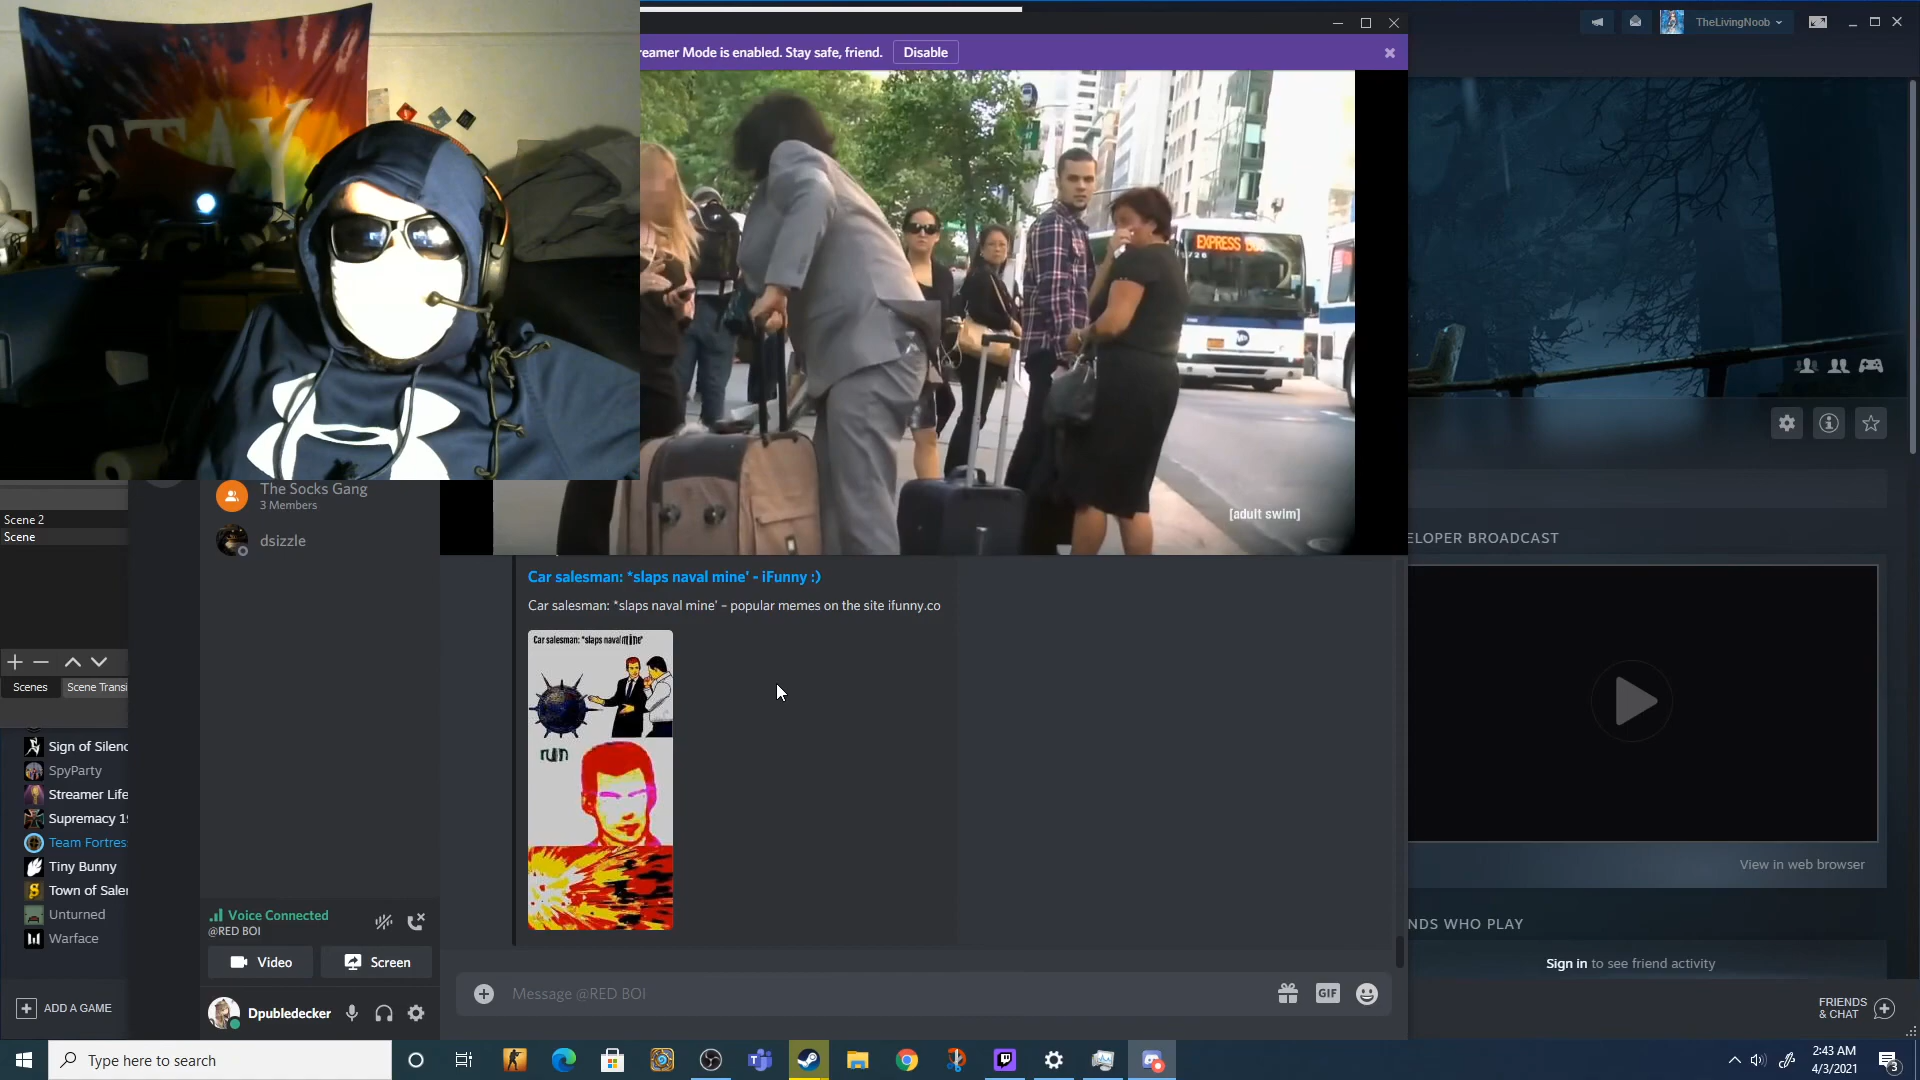 STAY
reamer Mode is enabled. Stay safe, friend.
Disable
TheLivingNoob
EXPRESS
[adult swim]
The Socks Gang
3 Members
dsizzle
Scene 2
Scene
Scenes
Scene Transi
Car salesman: *slaps naval mine' - iFunny :)
Car salesman: *slaps naval mine' – popular memes on the site ifunny.co
Car salesman: *slaps naval mine*
run
ELOPER BROADCAST
View in web browser
NDS WHO PLAY
Sign in to see friend activity
FRIENDS
& CHAT
Sign of Silenc
SpyParty
Streamer Life
Supremacy 19
Team Fortres
Tiny Bunny
Town of Saler
Unturned
Warface
ADD A GAME
Voice Connected
@RED BOI
Video
Screen
Dpubledecker
Message @RED BOI
GIF
Type here to search
2:43 AM
4/3/2021
3